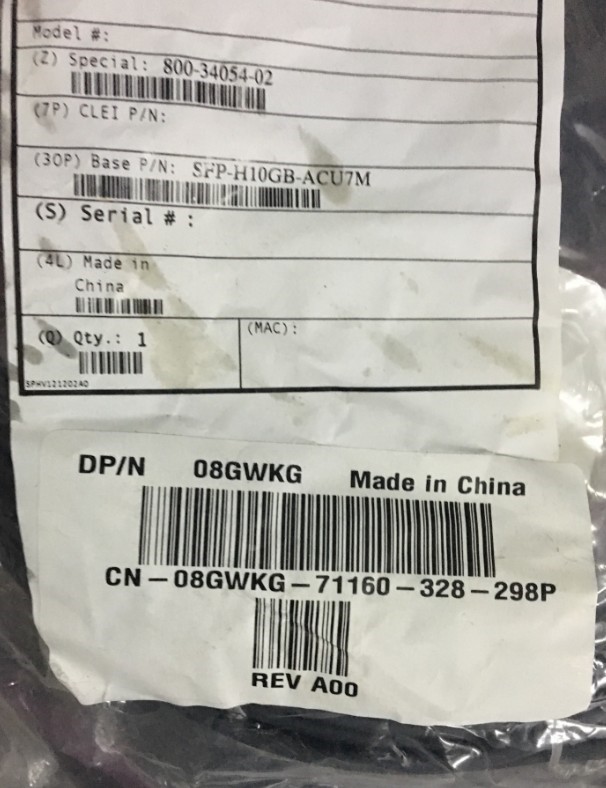 Model #:
(Z) Special: 800-34054-02
(7P) CLEI P/N:
(30P) Base P/N: SFP-H10GB-ACU7M
(S) Serial # :
(4L) Made in
China
(Q) Qty.: 1
(MAC):
SPHV121202A0
DP/N 08GWKG Made in China
CN-08GWKG-71160-328-298P
REV A00